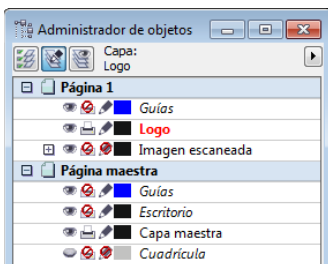 Administrador de objetos
Capa:
Logo
Página 1
Guías
Logo
Imagen escaneada
Página maestra
Guías
Escritorio
Capa maestra
Cuadrícula